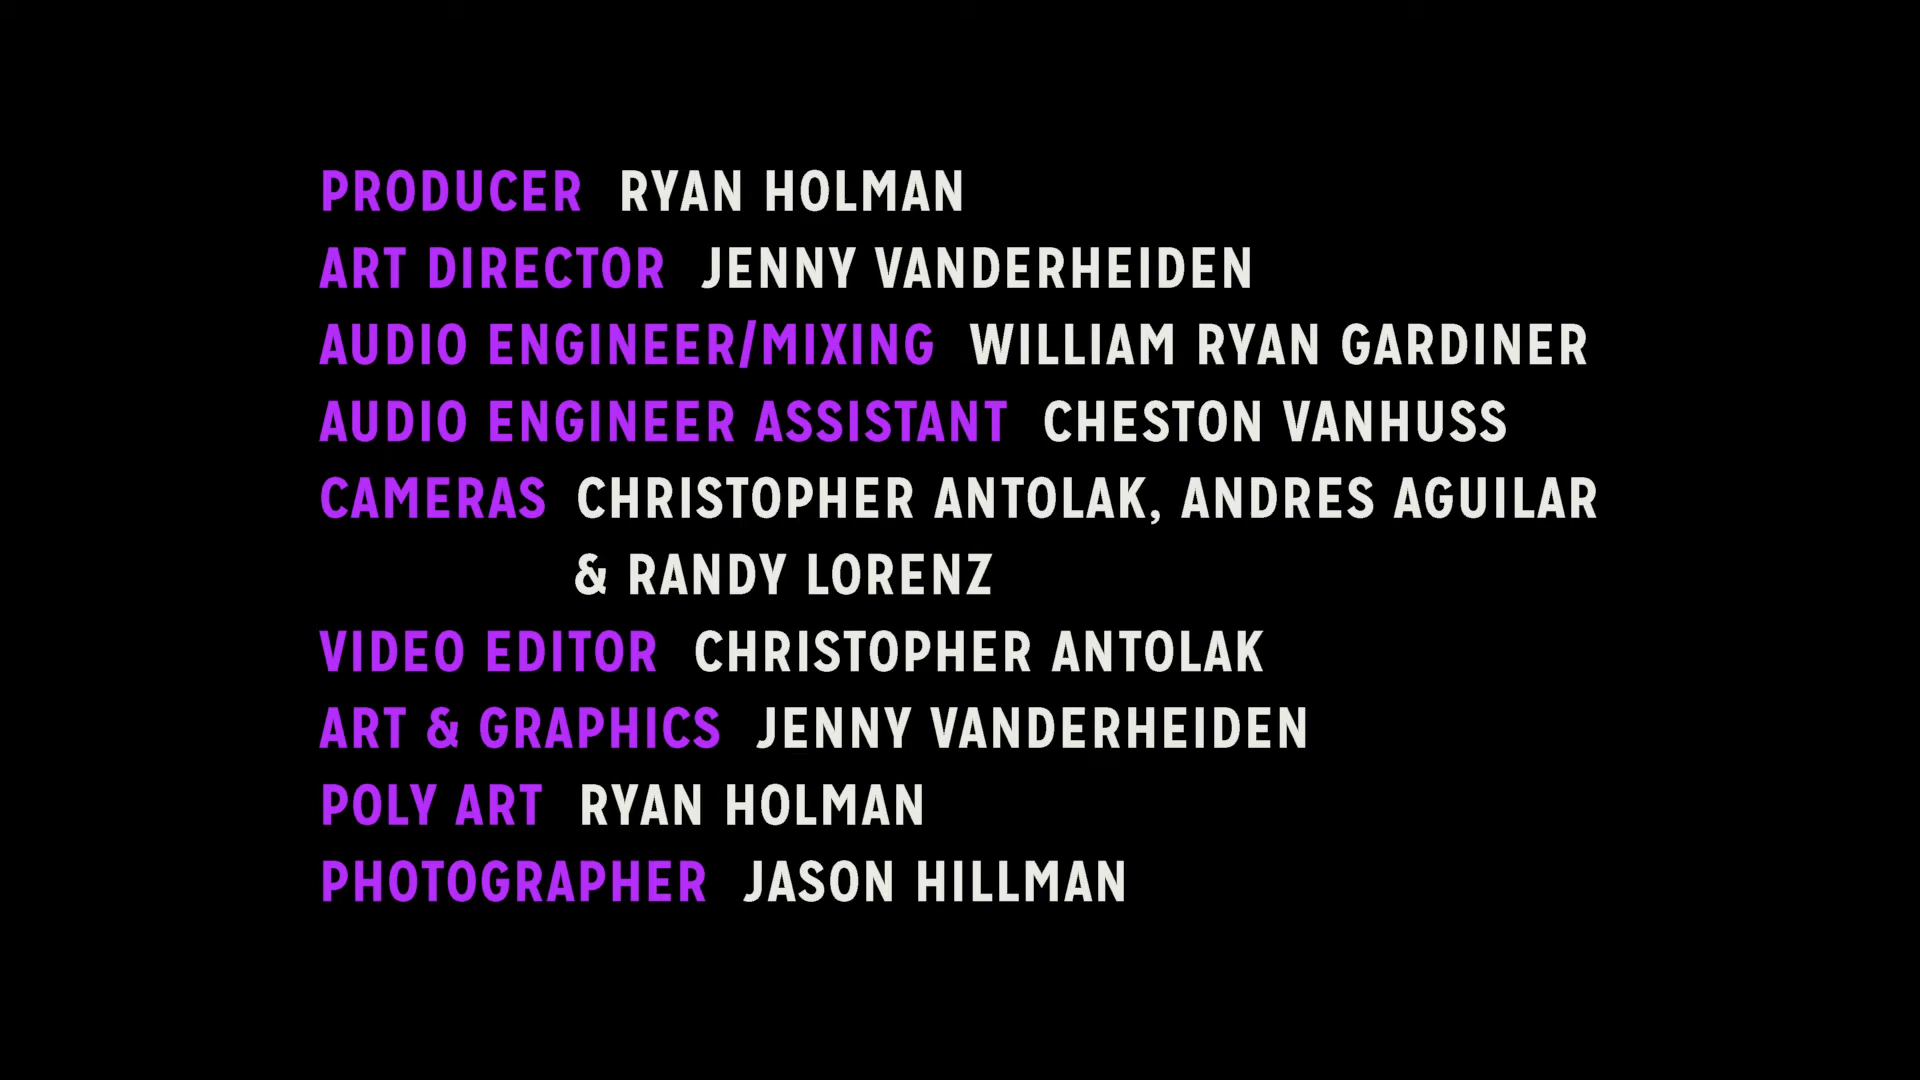 PRODUCER RYAN HOLMAN
ART DIRECTOR JENNY VANDERHEIDEN
AUDIO ENGINEER/MIXING WILLIAM RYAN GARDINER
AUDIO ENGINEER ASSISTANT CHESTON VANHUSS
CAMERAS CHRISTOPHER ANTOLAK, ANDRES AGUILAR
& RANDY LORENZ
VIDEO EDITOR CHRISTOPHER ANTOLAK
ART & GRAPHICS JENNY VANDERHEIDEN
POLY ART RYAN HOLMAN
PHOTOGRAPHER JASON HILLMAN